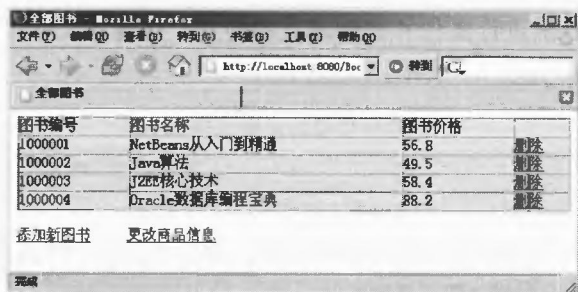 全部图书 - Mozilla Firefox
文件(F) 编辑(E) 查看(V) 转到(G) 书签(B) 工具(T) 帮助(H)
http://localhost:8080/Boo 转到
全部图书
图书编号 图书名称 图书价格
1000001 NetBeans从入门到精通 56.8 删除
1000002 Java算法 49.5 删除
1000003 J2EE核心技术 58.4 删除
1000004 Oracle数据库编程宝典 88.2 删除
添加新图书 更改商品信息
完成